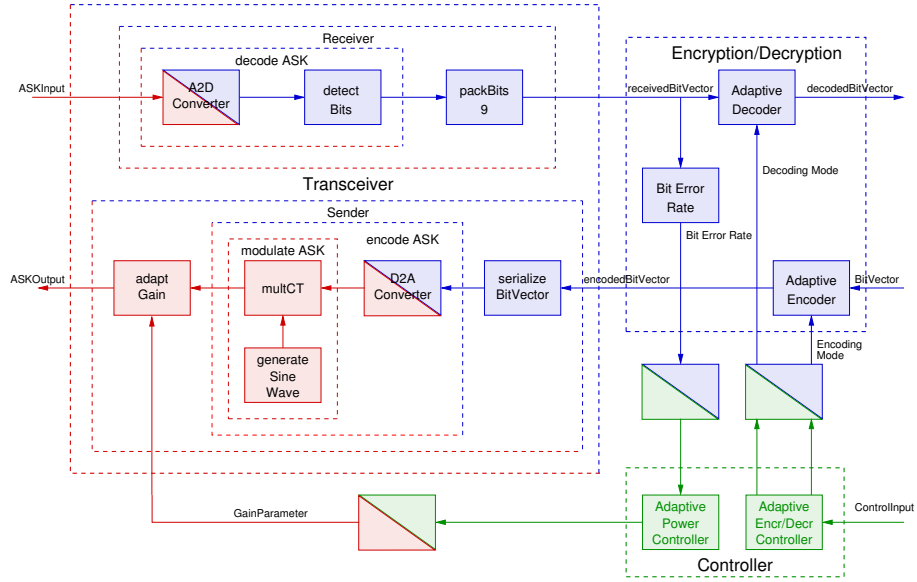 Receiver
decode ASK
Encryption/Decryption
ASKInput
A2D
Converter
detect
Bits
packBits
9
receivedBitVector
Adaptive
Decoder
decodedBitVector
Decoding Mode
Bit Error
Rate
Transceiver
Sender
Bit Error Rate
modulate ASK
encode ASK
ASKOutput
adapt
Gain
multCT
D2A
Converter
serialize
BitVector
encodedBitVector
Adaptive
Encoder
BitVector
Encoding
Mode
generate
Sine
Wave
GainParameter
Adaptive
Power
Controller
Adaptive
Encr/Decr
Controller
ControlInput
Controller